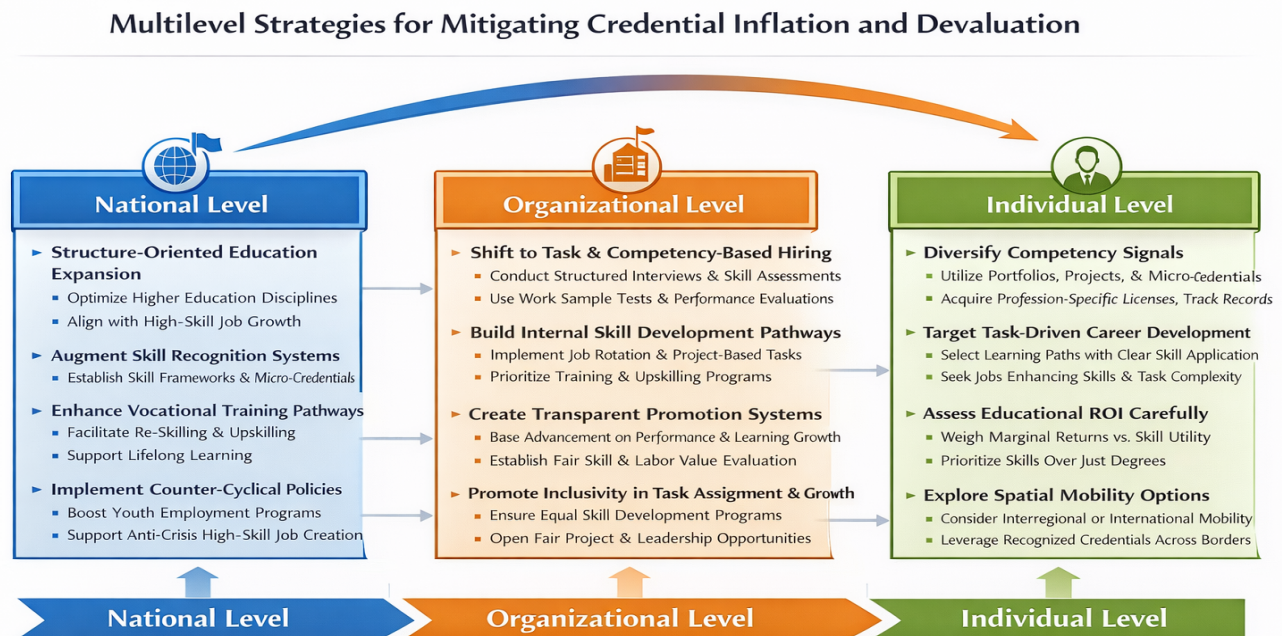 Multilevel Strategies for Mitigating Credential Inflation and Devaluation
National Level
► Structure-Oriented Education
Expansion
▪ Optimize Higher Education Disciplines
▪ Align with High-Skill Job Growth
► Augment Skill Recognition Systems
▪ Establish Skill Frameworks & Micro-Credentials
► Enhance Vocational Training Pathways
▪ Facilitate Re-Skilling & Upskilling
▪ Support Lifelong Learning
► Implement Counter-Cyclical Policies
▪ Boost Youth Employment Programs
▪ Support Anti-Crisis High-Skill Job Creation
Organizational Level
► Shift to Task & Competency-Based Hiring
▪ Conduct Structured Interviews & Skill Assessments
▪ Use Work Sample Tests & Performance Evaluations
► Build Internal Skill Development Pathways
▪ Implement Job Rotation & Project-Based Tasks
▪ Prioritize Training & Upskilling Programs
► Create Transparent Promotion Systems
▪ Base Advancement on Performance & Learning Growth
▪ Establish Fair Skill & Labor Value Evaluation
► Promote Inclusivity in Task Assigment & Growth
▪ Ensure Equal Skill Development Programs
▪ Open Fair Project & Leadership Opportunities
Individual Level
► Diversify Competency Signals
▪ Utilize Portfolios, Projects, & Micro-Gedentials
▪ Acquire Profession-Specific Licenses, Track Records
► Target Task-Driven Career Development
▪ Select Learning Paths with Clear Skill Application
▪ Seek Jobs Enhancing Skills & Task Complexity
► Assess Educational ROI Carefully
▪ Weigh Marginal Returns vs. Skill Utility
▪ Prioritize Skills Over Just Degrees
► Explore Spatial Mobility Options
▪ Consider Interregional or International Mobility
▪ Leverage Recognized Credentials Across Borders
National Level
Organizational Level
Individual Level